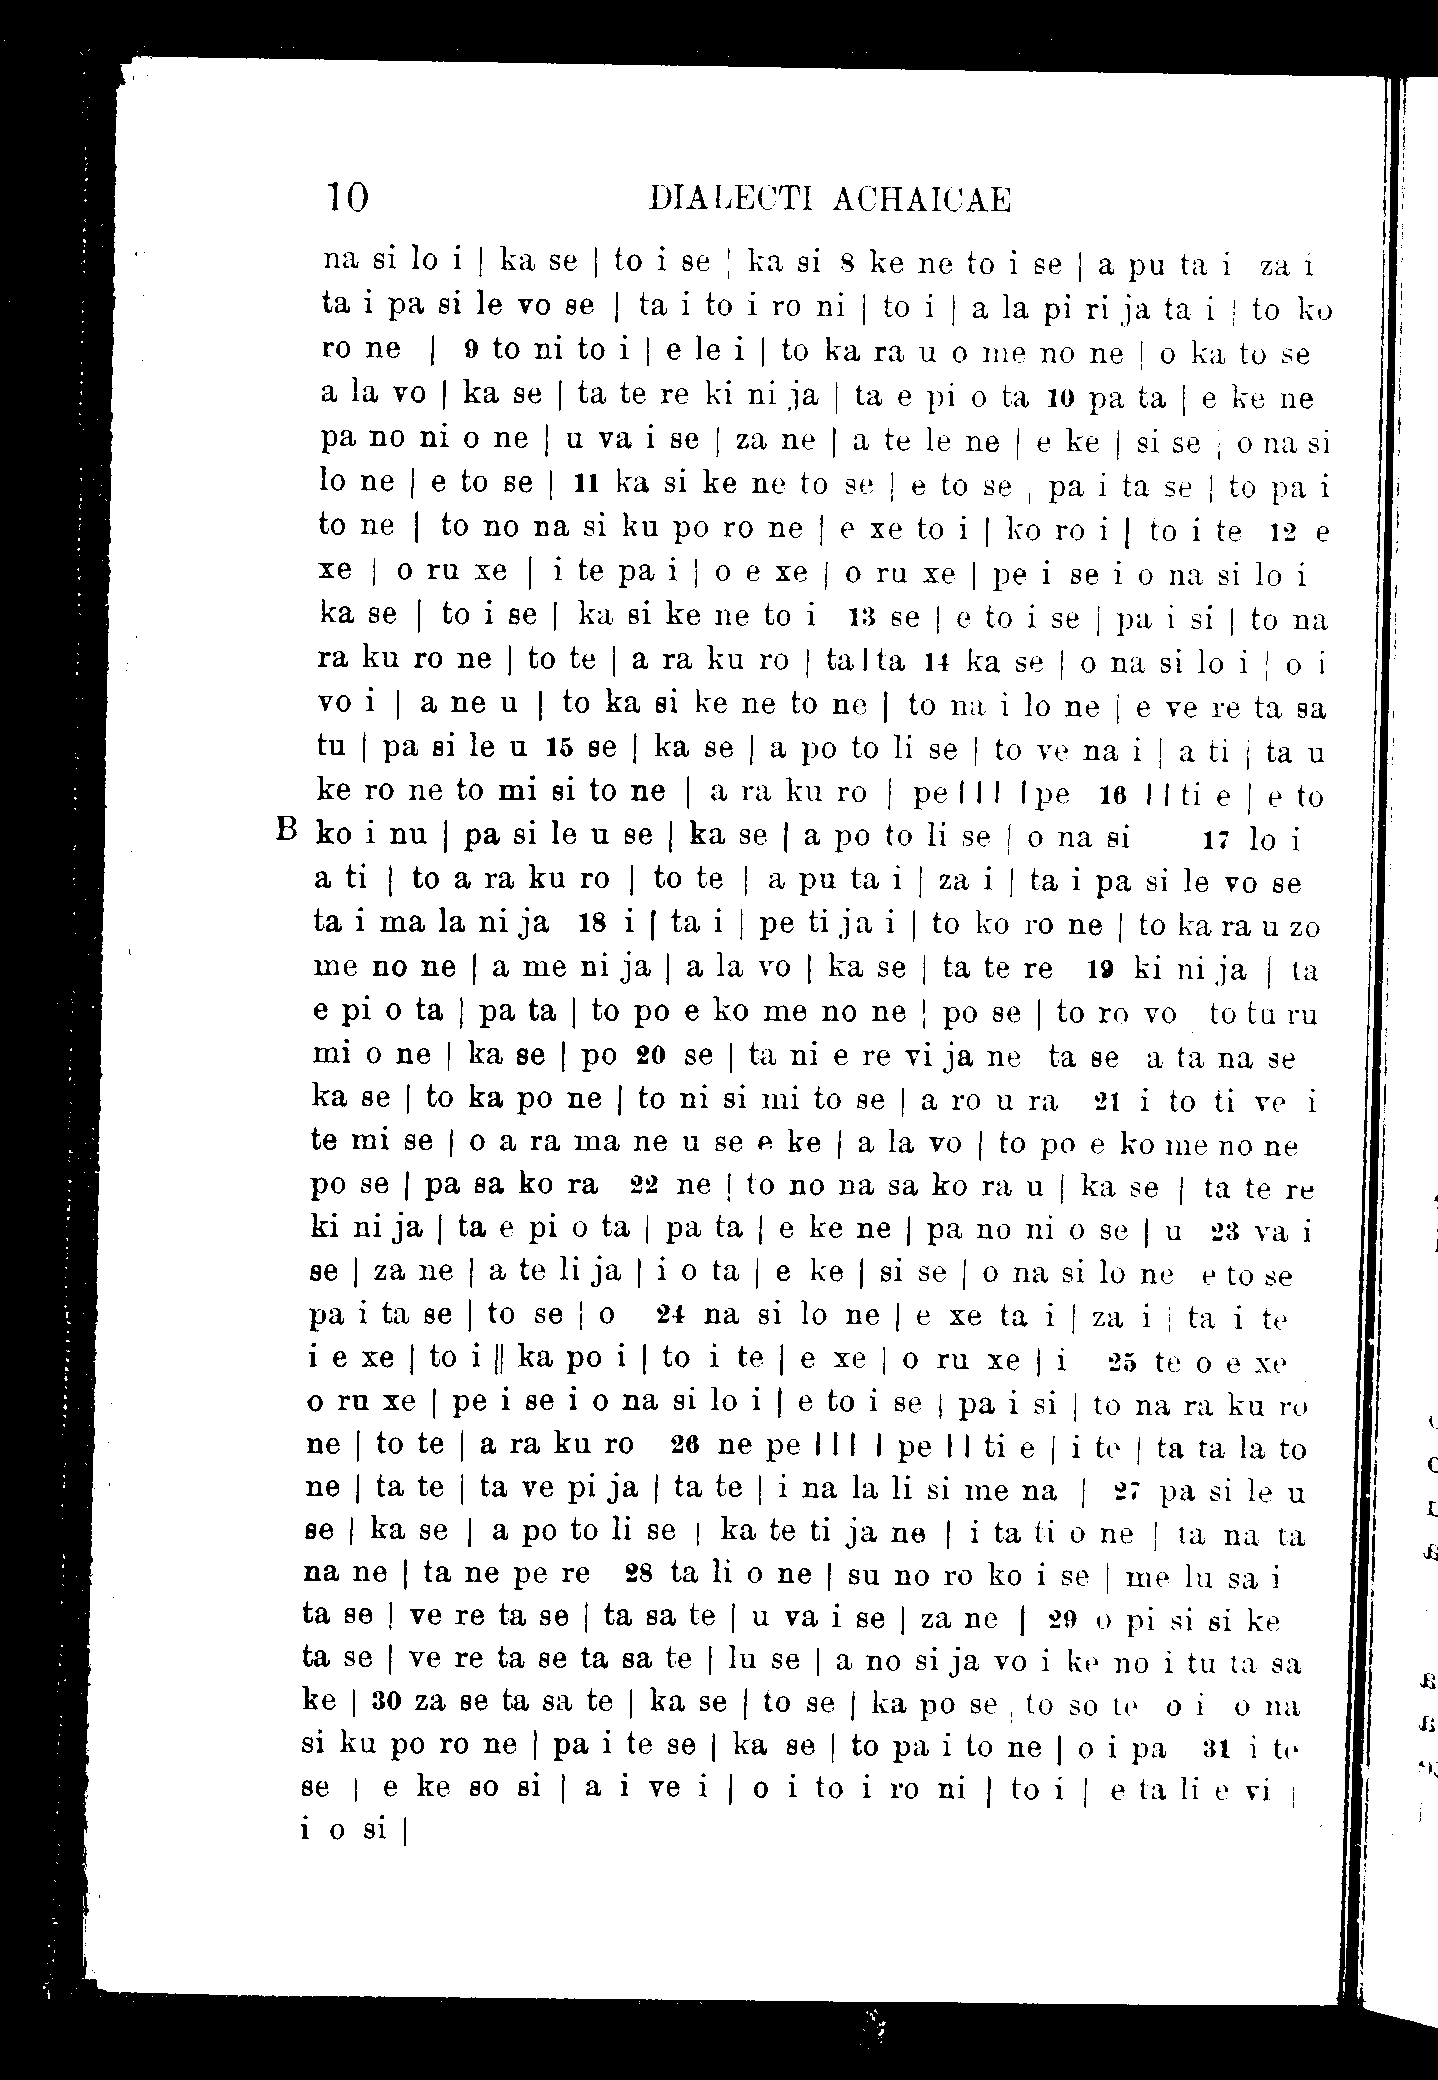 10 DIALECTI ACHAICAE
na si lo i | ka se | to i se | ka si 8 ke ne to i se | a pu ta i za i
ta i pa si le vo se | ta i to i ro ni | to i | a la pi ri ja ta i | to ko
ro ne | 9 to ni to i | e le i | to ka ra u o me no ne | o ka to se
a la vo | ka se | ta te re ki ni ja | ta e pi o ta 10 pa ta | e ke ne
pa no ni o ne | u va i se | za ne | a te le ne | e ke | si se | o na si
lo ne | e to se | 11 ka si ke ne to se | e to se | pa i ta se | to pa i
to ne | to no na si ku po ro ne | e xe to i | ko ro i | to i te 12 e
xe | o ru xe | i te pa i | o e xe | o ru xe | pe i se i o na si lo i
ka se | to i se | ka si ke ne to i 13 se | e to i se | pa i si | to na
ra ku ro ne | to te | a ra ku ro | ta I ta 14 ka se | o na si lo i | o i
vo i | a ne u | to ka si ke ne to ne | to na i lo ne | e ve re ta sa
tu | pa si le u 15 se | ka se | a po to li se | to ve na i | a ti | ta u
ke ro ne to mi si to ne | a ra ku ro | pe I I I I pe 16 I I ti e | e to
B ko i nu | pa si le u se | ka se | a po to li se | o na si 17 lo i
a ti | to a ra ku ro | to te | a pu ta i | za i | ta i pa si le vo se
ta i ma la ni ja 18 i | ta i | pe ti ja i | to ko ro ne | to ka ra u zo
me no ne | a me ni ja | a la vo | ka se | ta te re 19 ki ni ja | ta
e pi o ta | pa ta | to po e ko me no ne | po se | to ro vo to tu ru
mi o ne | ka se | po 20 se | ta ni e re vi ja ne ta se a ta na se
ka se | to ka po ne | to ni si mi to se | a ro u ra 21 i to ti ve i
te mi se | o a ra ma ne u se e ke | a la vo | to po e ko me no ne
po se | pa sa ko ra 22 ne | to no na sa ko ra u | ka se | ta te re
ki ni ja | ta e pi o ta | pa ta | e ke ne | pa no ni o se | u 23 va i
se | za ne | a te li ja | i o ta | e ke | si se | o na si lo ne e to se
pa i ta se | to se | o 24 na si lo ne | e xe ta i | za i | ta i te
i e xe | to i || ka po i | to i te | e xe | o ru xe | i 25 te o e xe
o ru xe | pe i se i o na si lo i | e to i se | pa i si | to na ra ku ro
ne | to te | a ra ku ro 26 ne pe I I I I pe I I ti e | i te | ta ta la to
ne | ta te | ta ve pi ja | ta te | i na la li si me na | 27 pa si le u
se | ka se | a po to li se | ka te ti ja ne | i ta ti o ne | ta na ta
na ne | ta ne pe re 28 ta li o ne | su no ro ko i se | me lu sa i
ta se | ve re ta se | ta sa te | u va i se | za ne | 29 o pi si si ke
ta se | ve re ta se ta sa te | lu se | a no si ja vo i ke no i tu ta sa
ke | 30 za se ta sa te | ka se | to se | ka po se | to so te o i o na
si ku po ro ne | pa i te se | ka se | to pa i to ne | o i pa 31 i te
se | e ke so si | a i ve i | o i to i ro ni | to i | e ta li e vi |
i o si |